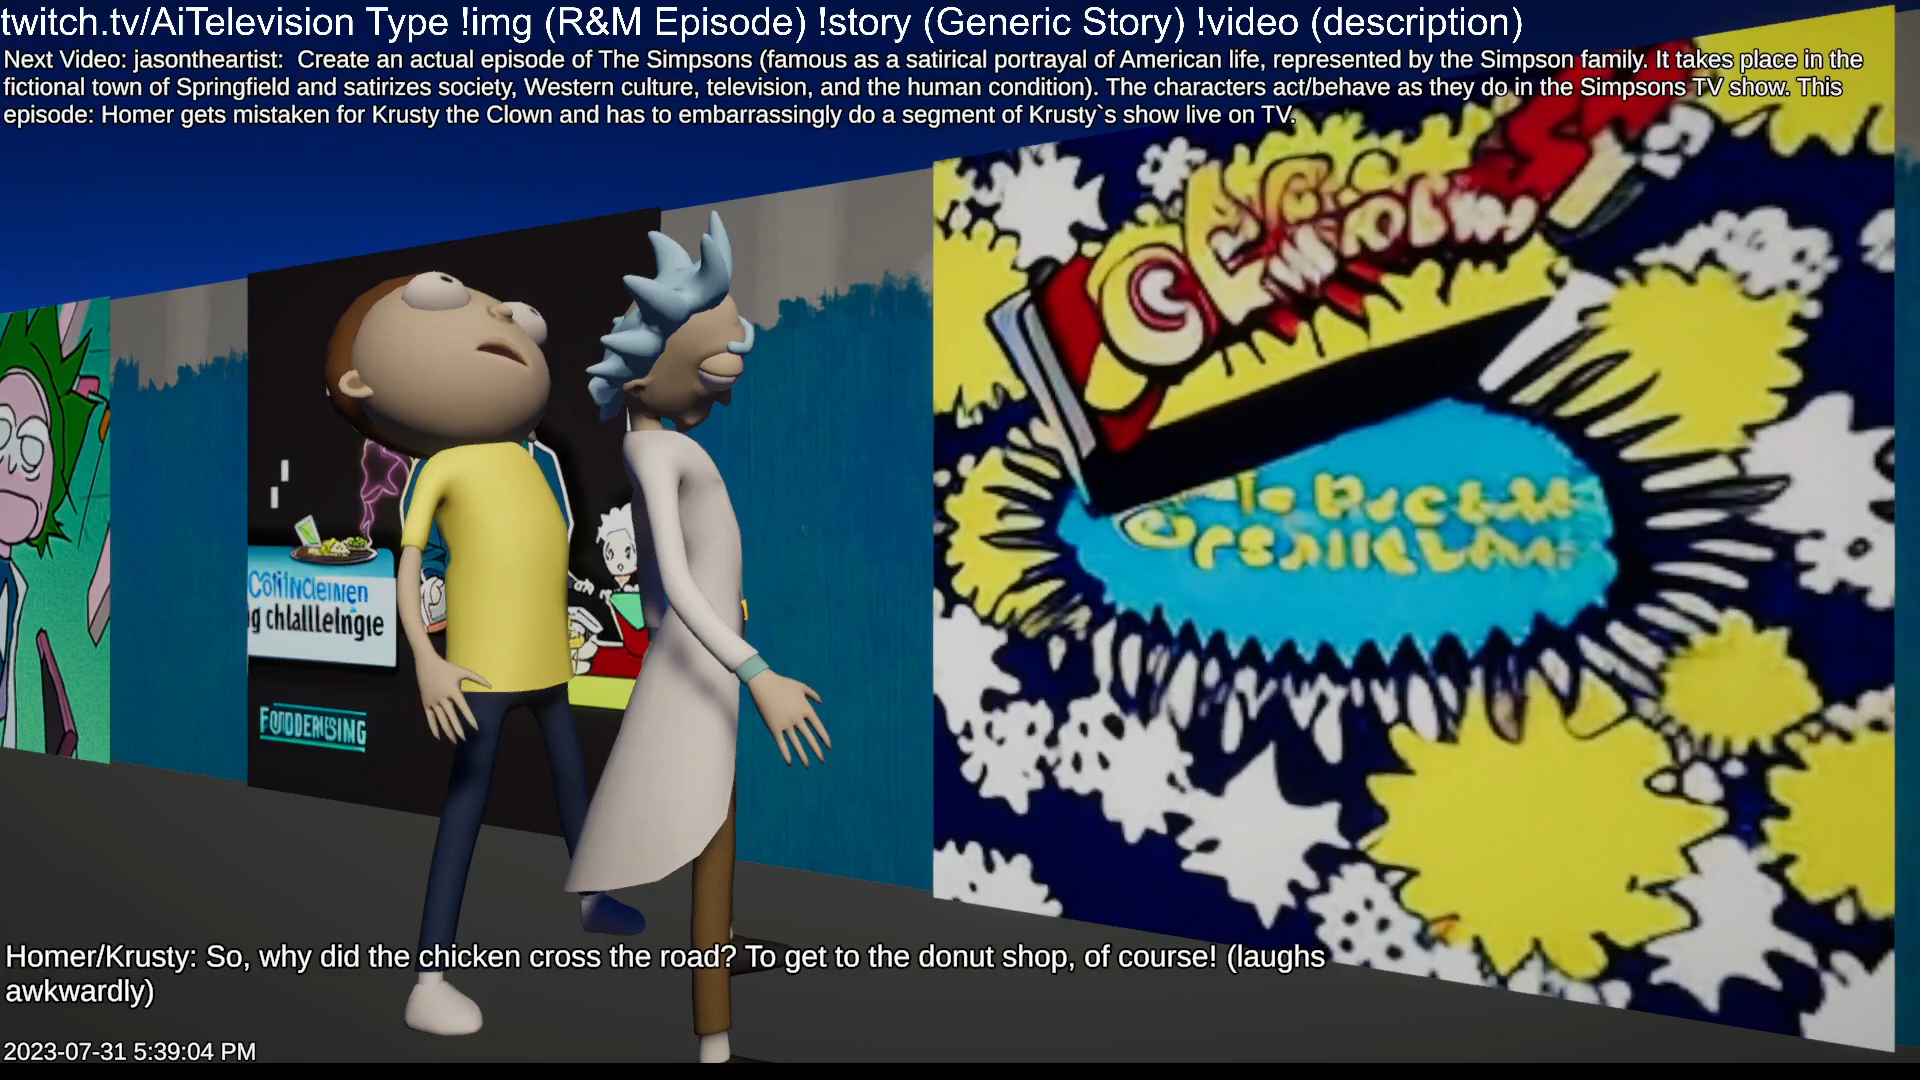 twitch.tv/AiTelevision Type !img (R&M Episode) !story (Generic Story) !video (description)
Next Video: jasontheartist:  Create an actual episode of The Simpsons (famous as a satirical portrayal of American life, represented by the Simpson family. It takes place in the
fictional town of Springfield and satirizes society, Western culture, television, and the human condition). The characters act/behave as they do in the Simpsons TV show. This
episode: Homer gets mistaken for Krusty the Clown and has to embarrassingly do a segment of Krusty`s show live on TV.
FOODDERISING
Homer/Krusty: So, why did the chicken cross the road? To get to the donut shop, of course! (laughs
awkwardly)
2023-07-31 5:39:04 PM